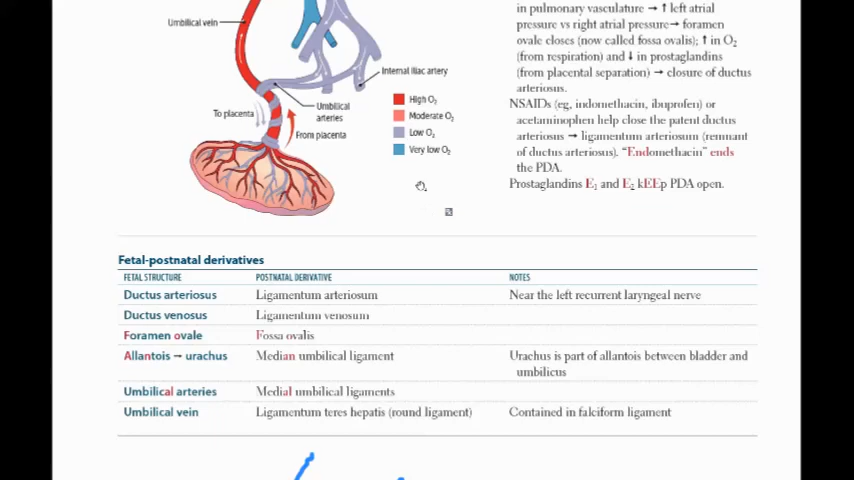 in pulmonary vasculature → ↑ left atrial
pressure vs right atrial pressure→ foramen
ovale closes (now called fossa ovalis); ↑ in O₂
(from respiration) and ↓ in prostaglandins
(from placental separation) → closure of ductus
arteriosus.
NSAIDs (eg, indomethacin, ibuprofen) or
acetaminophen help close the patent ductus
arteriosus → ligamentum arteriosum (remnant
of ductus arteriosus). “Endomethacin” ends
the PDA.
Prostaglandins E₁ and E₂ kEEp PDA open.
Umbilical vein
Internal iliac artery
Umbilical
arteries
To placenta
From placenta
High O₂
Moderate O₂
Low O₂
Very low O₂
Fetal-postnatal derivatives
FETAL STRUCTURE POSTNATAL DERIVATIVE NOTES
Ductus arteriosus Ligamentum arteriosum Near the left recurrent laryngeal nerve
Ductus venosus Ligamentum venosum
Foramen ovale Fossa ovalis
Allantois → urachus Median umbilical ligament Urachus is part of allantois between bladder and
umbilicus
Umbilical arteries Medial umbilical ligaments
Umbilical vein Ligamentum teres hepatis (round ligament) Contained in falciform ligament